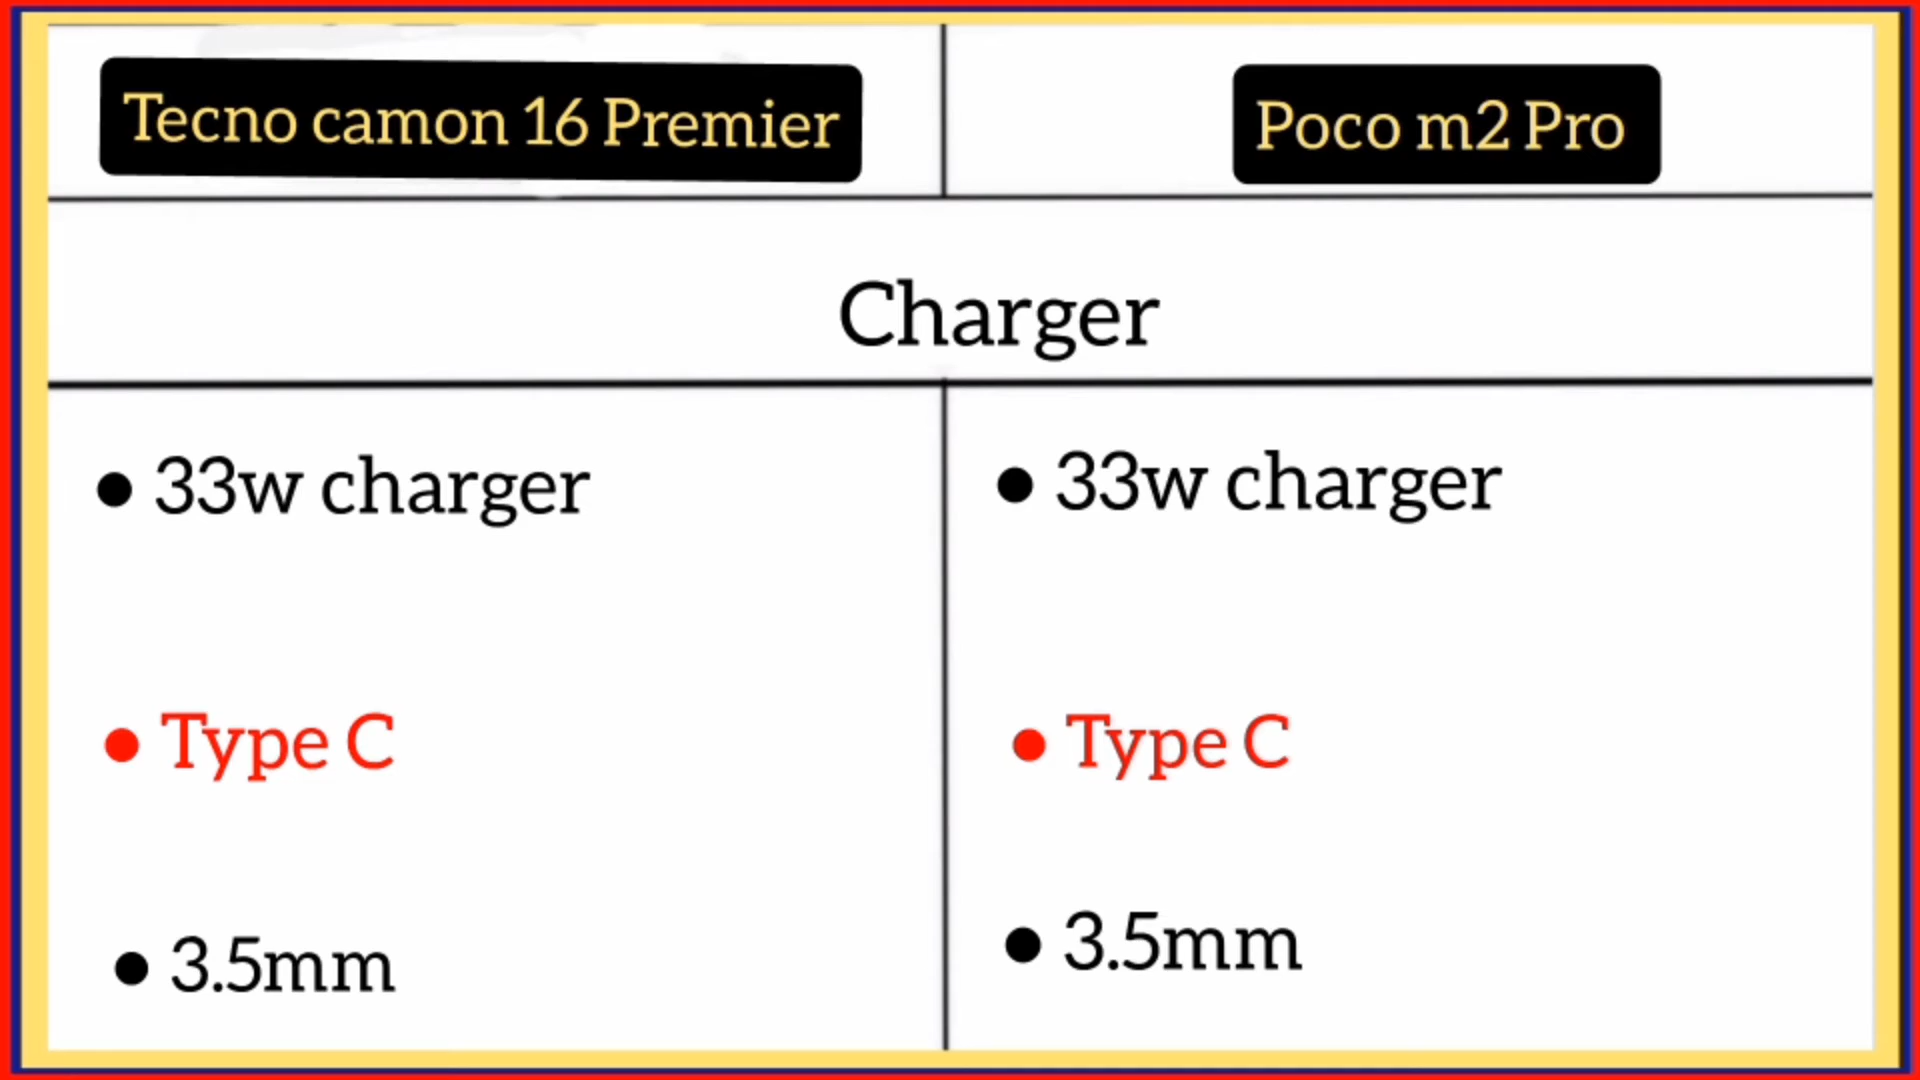 Tecno camon 16 Premier
Poco m2 Pro
Charger
● 33w charger
● 33w charger
● Type C
● Type C
● 3.5mm
● 3.5mm